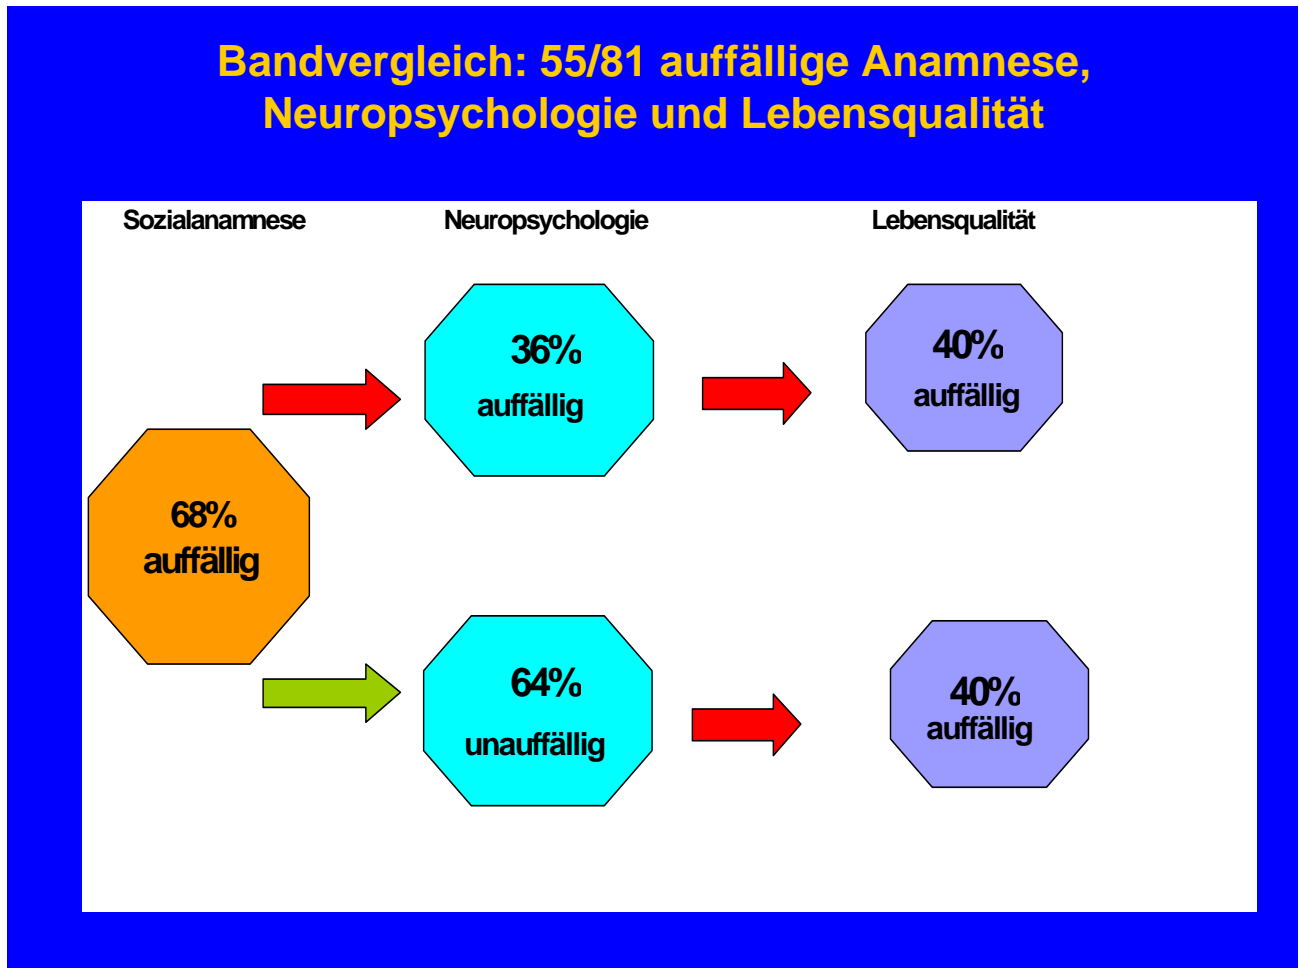 Bandvergleich: 55/81 auffällige Anamnese,
Neuropsychologie und Lebensqualität
Sozialanamnese
Neuropsychologie
Lebensqualität
36%
auffällig
40%
auffällig
68%
auffällig
64%
unauffällig
40%
auffällig